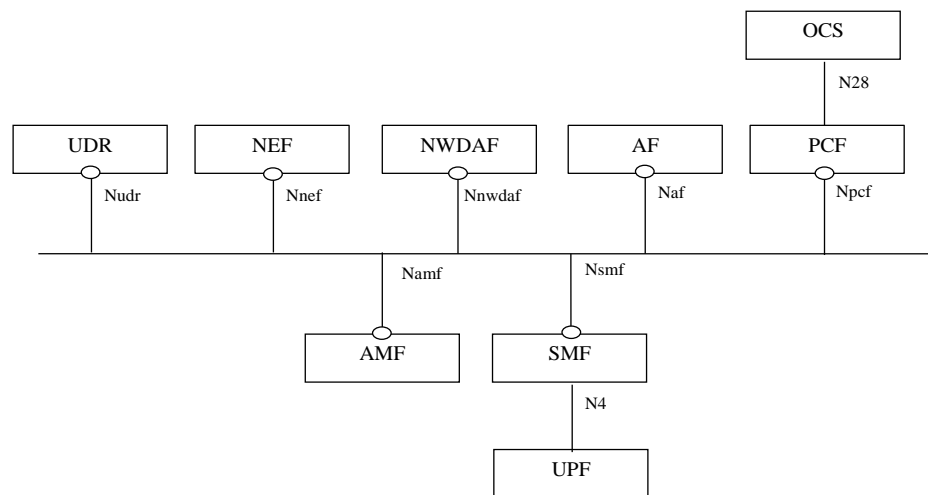 OCS
N28
UDR
NEF
NWDAF
AF
PCF
Nudr
Nnef
Nnwdaf
Naf
Npcf
Namf
Nsmf
AMF
SMF
N4
UPF